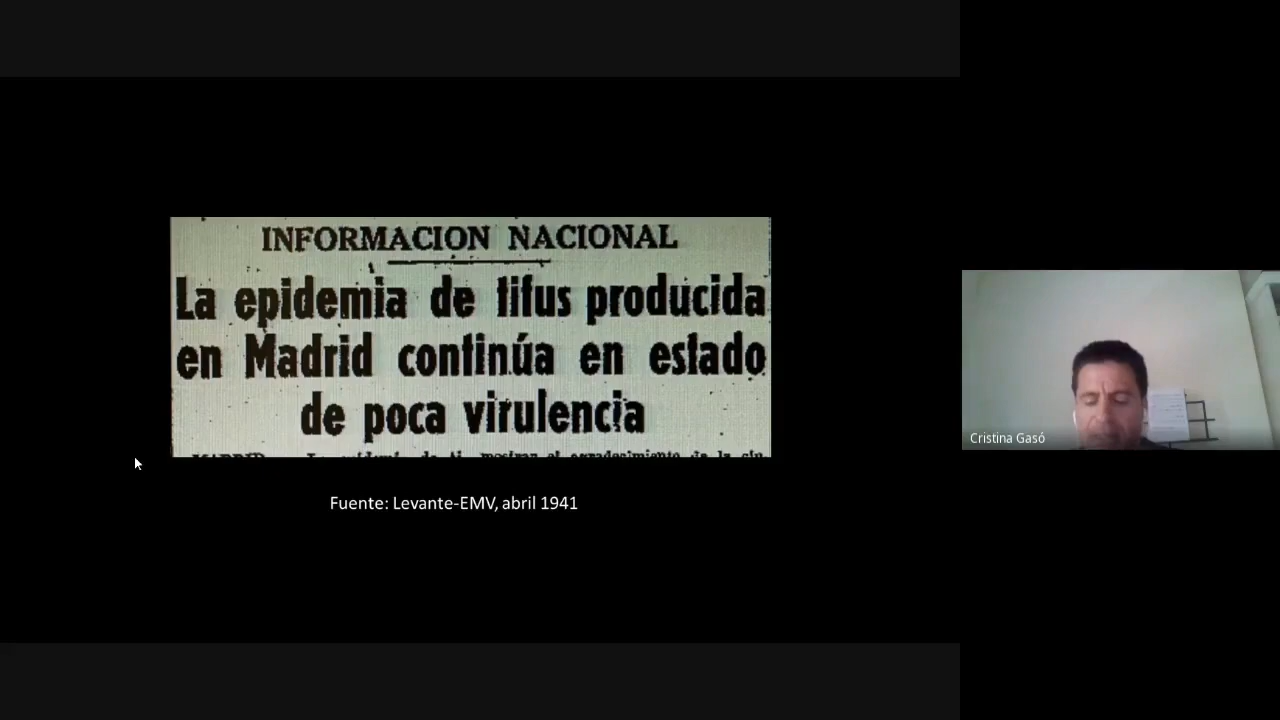 INFORMACION NACIONAL
La epidemia de tifus producida
en Madrid continúa en estado
de poca virulencia
Fuente: Levante-EMV, abril 1941
Cristina Gasó